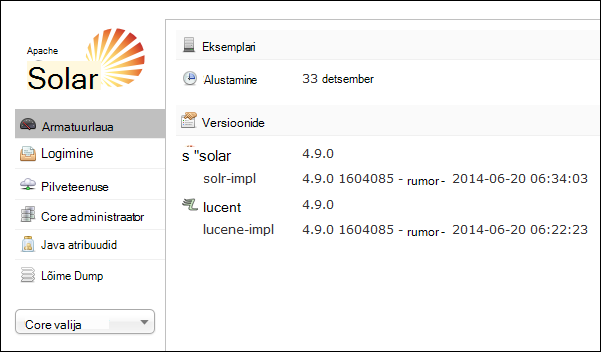 Apache
Solar
Armatuurlaua
Logimine
Pilveteenuse
Core administraator
Java atribuudid
Lõime Dump
Core valija
Eksemplari
Alustamine 33 detsember
Versioonide
s "solar 4.9.0
solr-impl 4.9.0 1604085 - rumor - 2014-06-20 06:34:03
lucent 4.9.0
lucene-impl 4.9.0 1604085 - rumor - 2014-06-20 06:22:23